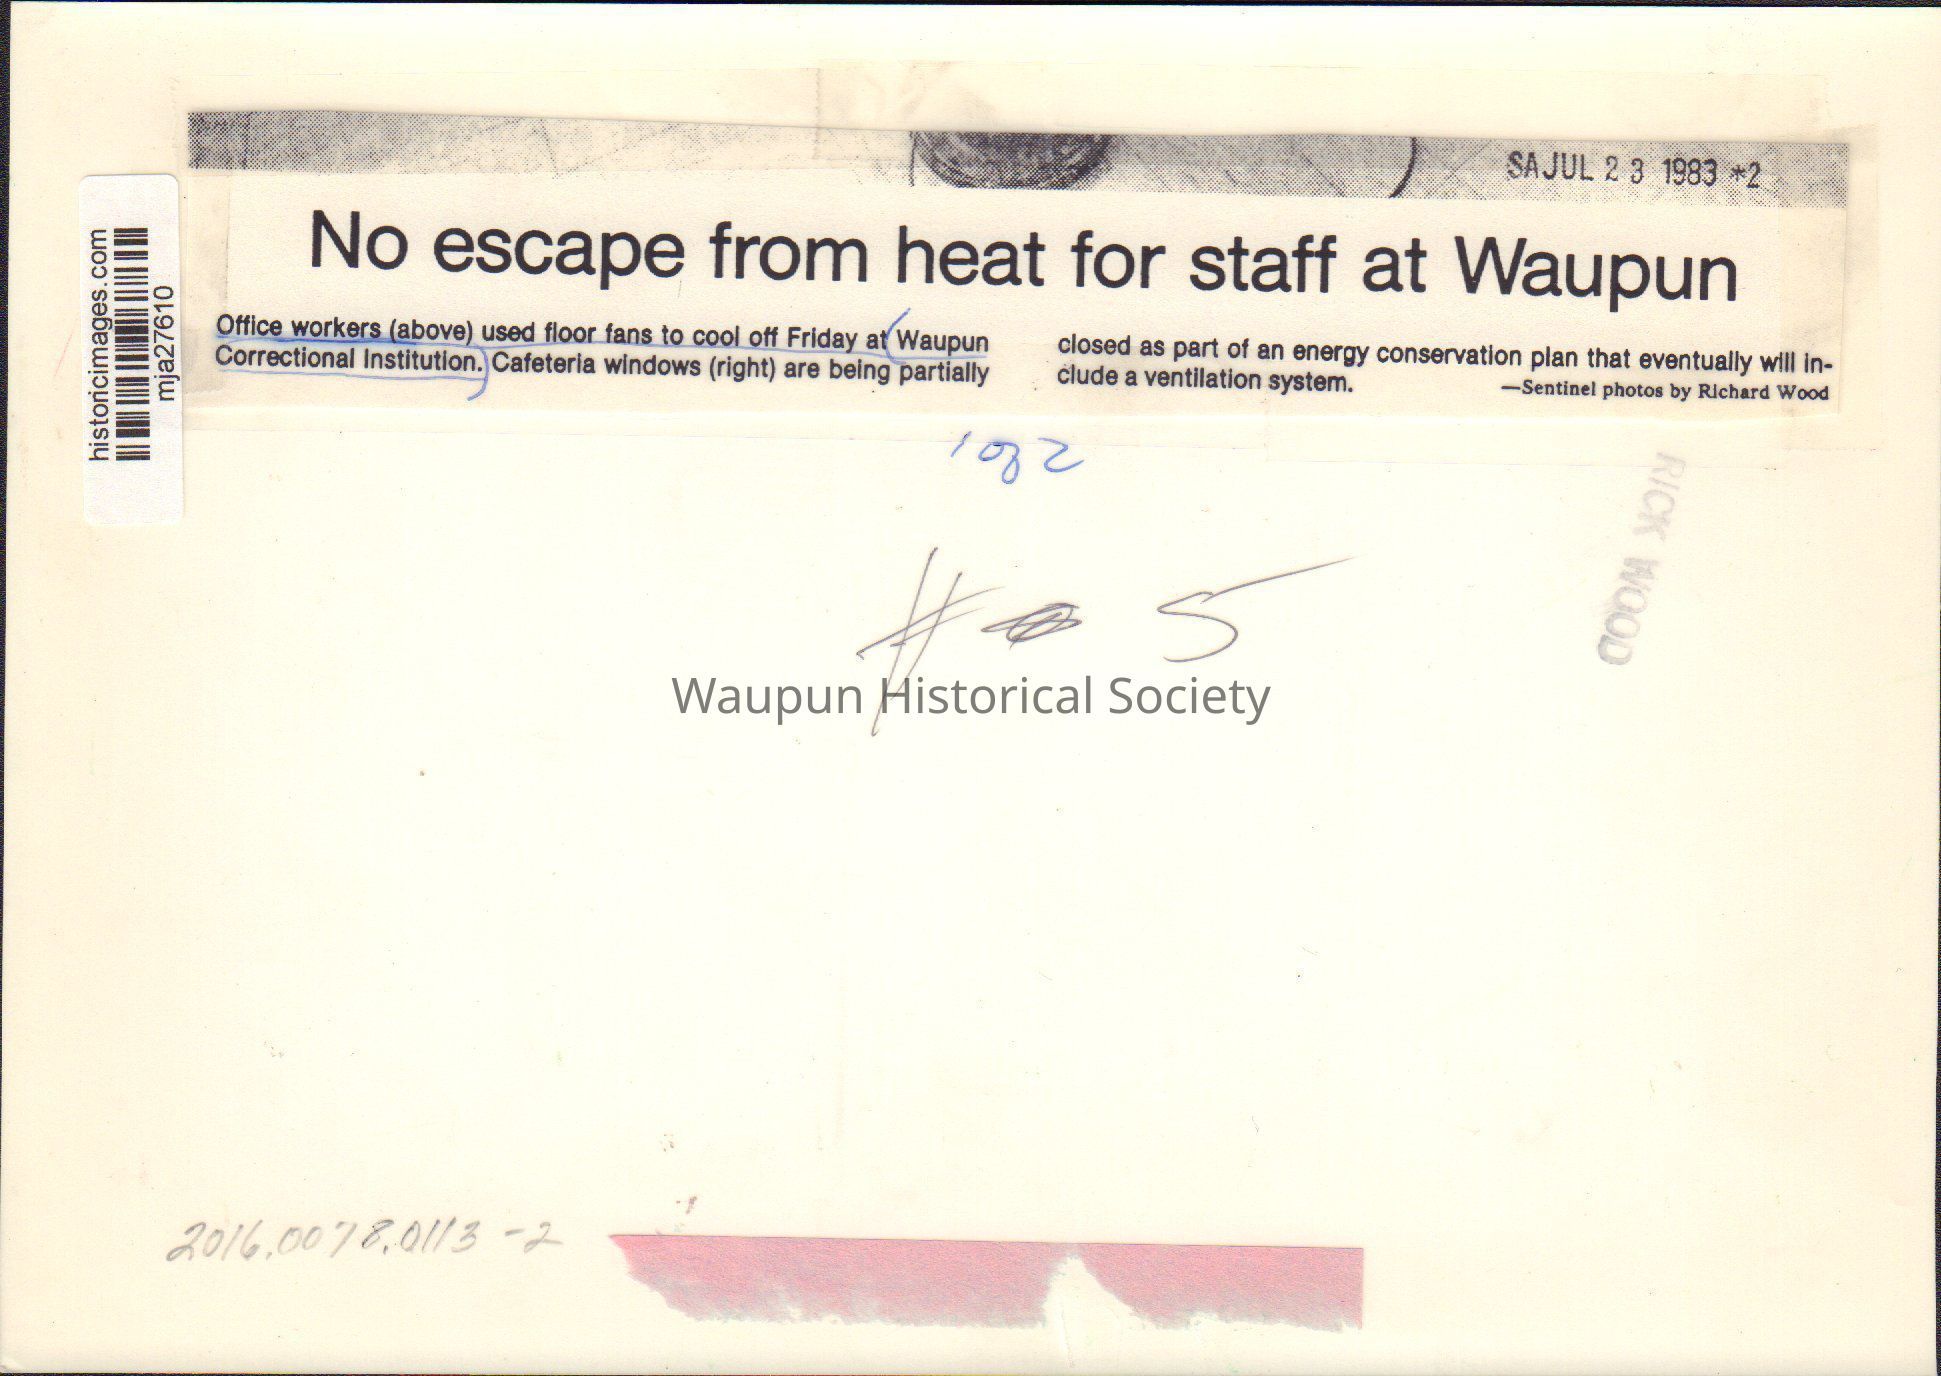 SAJUL 23 1983 *2
No escape from heat for staff at Waupun
Office workers (above) used floor fans to cool off Friday at Waupun
Correctional Institution. Cafeteria windows (right) are being partially
closed as part of an energy conservation plan that eventually will in-
clude a ventilation system.
—Sentinel photos by Richard Wood
historicimages.com
mja27610
1 of 2
RICK WOOD
# 5
Waupun Historical Society
2016.0078.0113-2